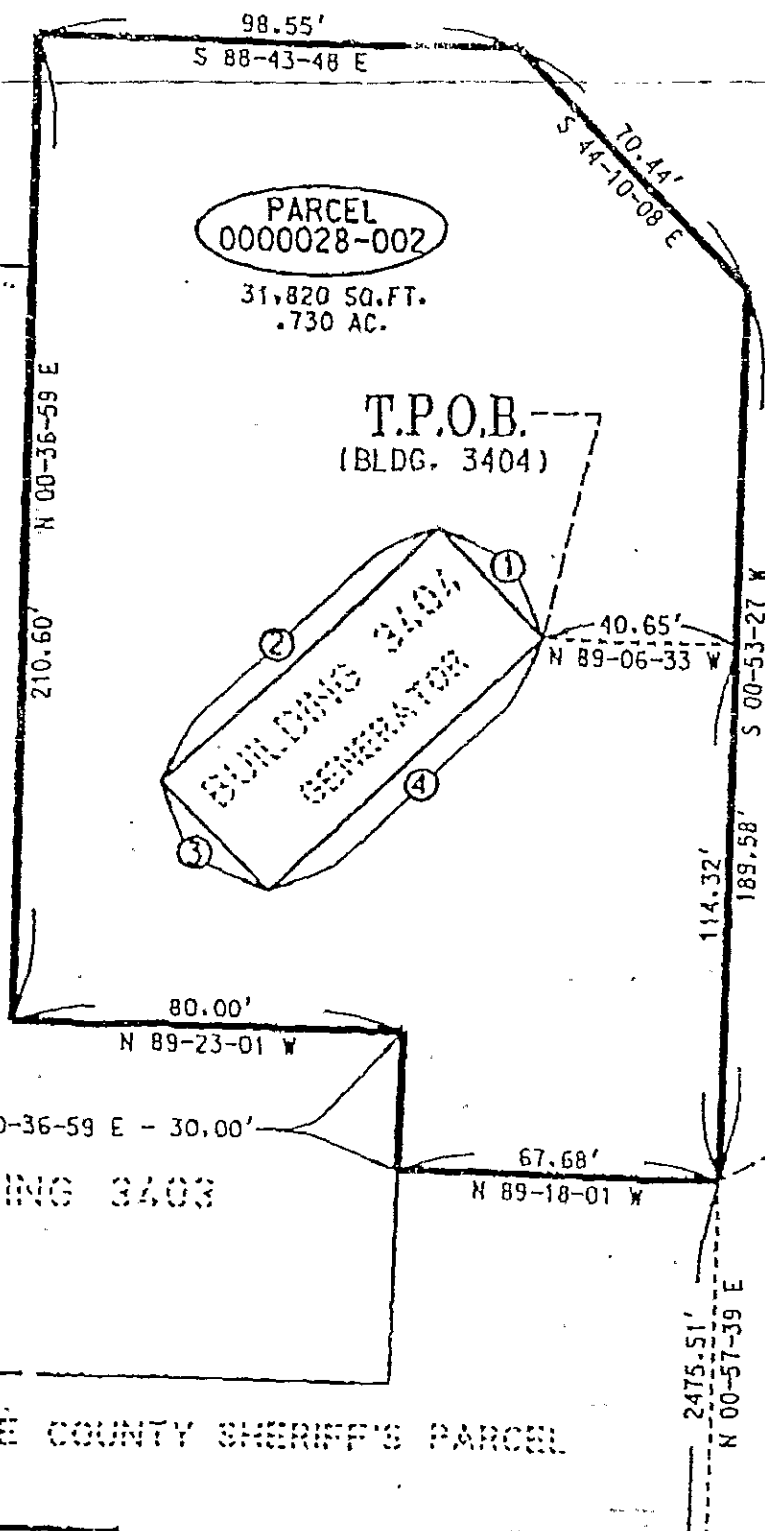 98.55'
S 88-43-48 E
70.44'
S 44-10-08 E
PARCEL
0000028-002
31,820 SQ.FT.
.730 AC.
N 00-36-59 E
210.60'
T.P.O.B.
(BLDG. 3404)
1
2
BUILDING 3404
GENERATOR
3
4
40.65'
N 89-06-33 W
S 00-53-27 W
189.58'
114.32'
80.00'
N 89-23-01 W
0-36-59 E - 30.00'
67.68'
N 89-18-01 W
ING 3403
2475.51'
N 00-57-39 E
E COUNTY SHERIFF'S PARCEL